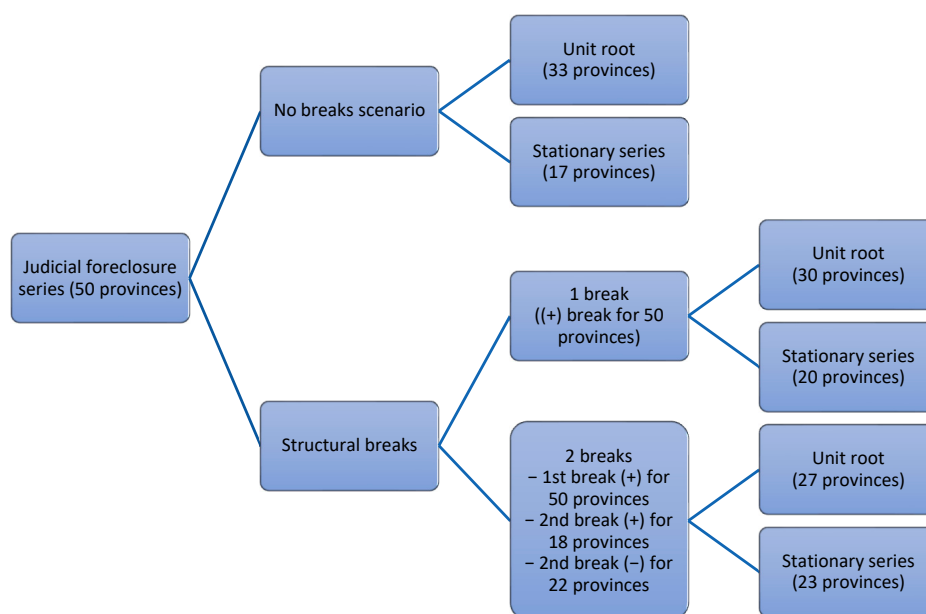 Judicial foreclosure
series (50 provinces)
No breaks scenario
Unit root
(33 provinces)
Stationary series
(17 provinces)
Structural breaks
1 break
((+) break for 50
provinces)
Unit root
(30 provinces)
Stationary series
(20 provinces)
2 breaks
− 1st break (+) for
50 provinces
− 2nd break (+) for
18 provinces
− 2nd break (−) for
22 provinces
Unit root
(27 provinces)
Stationary series
(23 provinces)